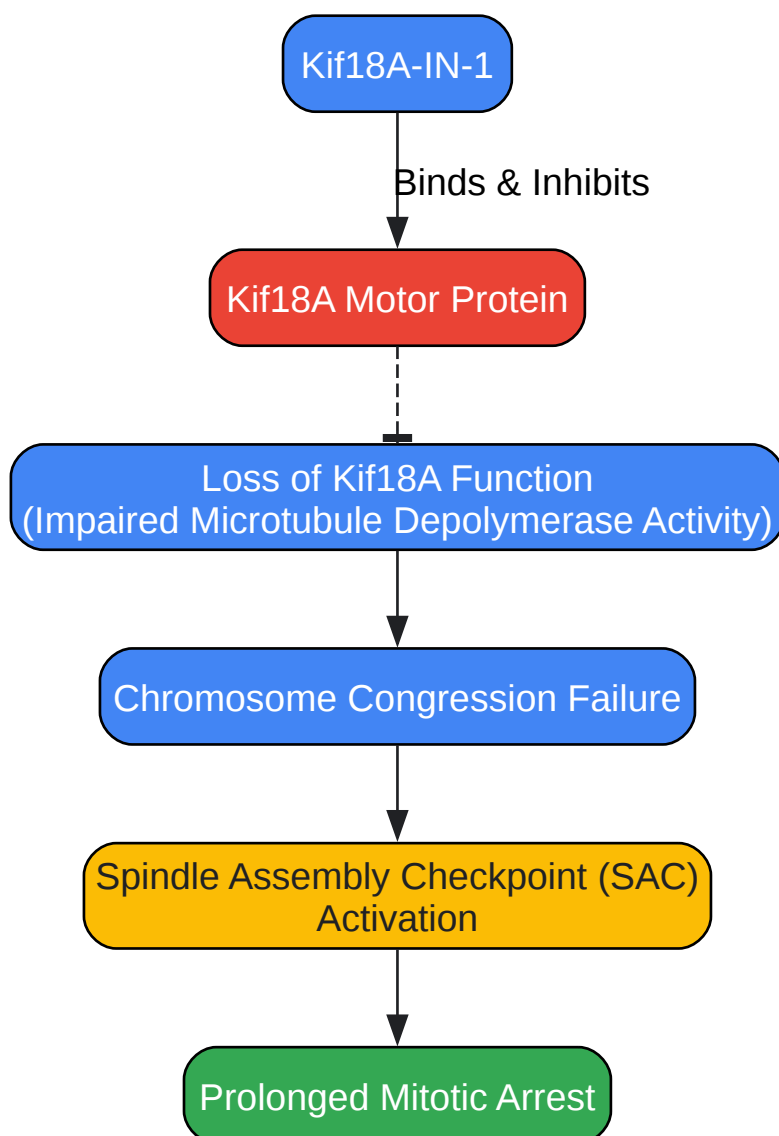 Kif18A-IN-1
Binds & Inhibits
Kif18A Motor Protein
Loss of Kif18A Function
(Impaired Microtubule Depolymerase Activity)
Chromosome Congression Failure
Spindle Assembly Checkpoint (SAC)
Activation
Prolonged Mitotic Arrest